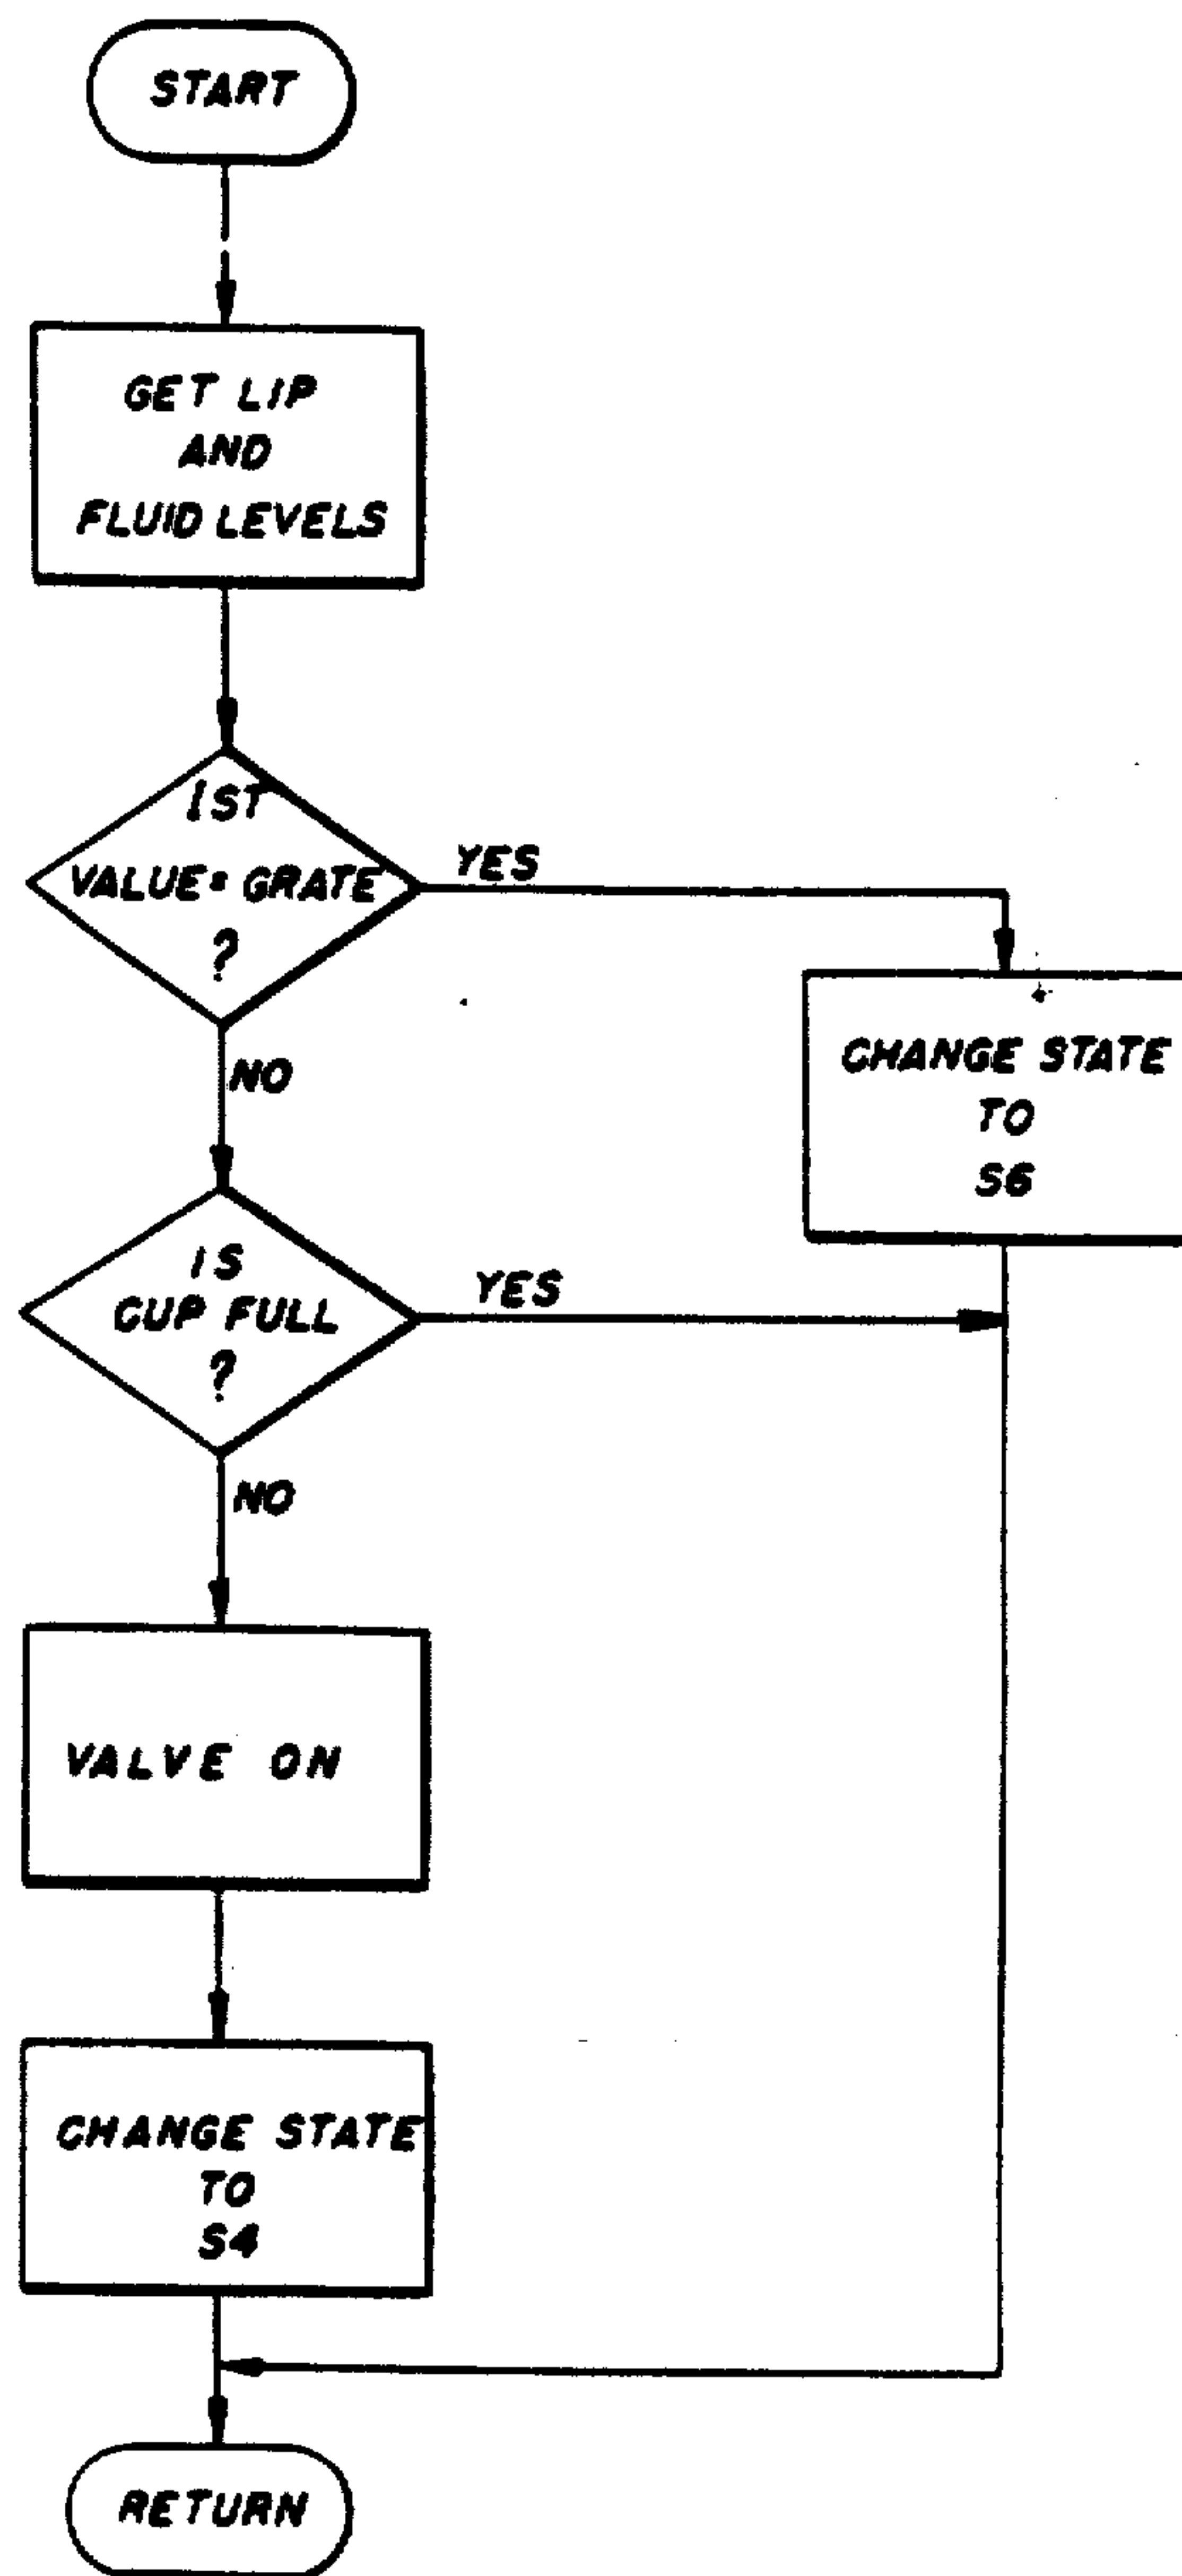 START
GET LIP
AND
FLUID LEVELS
1ST
VALUE = GRATE
?
YES
NO
CHANGE STATE
TO
S6
IS
CUP FULL
?
YES
NO
VALVE ON
CHANGE STATE
TO
S4
RETURN